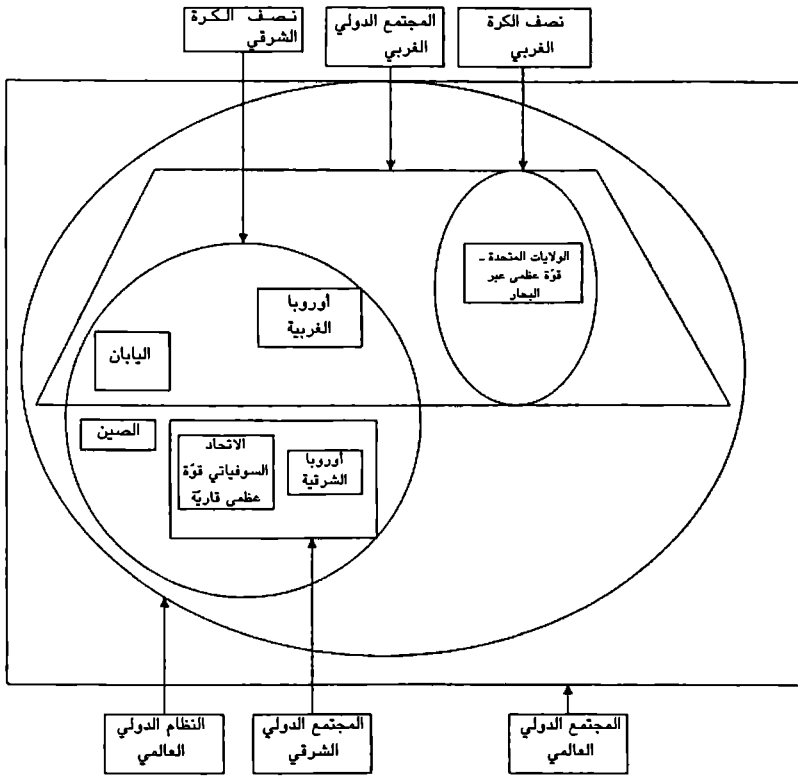 نصف الكرة
الغربي
المجتمع الدولي
الغربي
نصف الكرة
الشرقي
الولايات المتحدة -
قوّة عظمى عبر
البحار
أوروبا
الغربية
اليابان
الصين
أوروبا
الشرقية
الاتحاد
السوفياتي قوّة
عظمى قاريّة
المجتمع الدولي
العالمي
المجتمع الدولي
الشرقي
النظام الدولي
العالمي